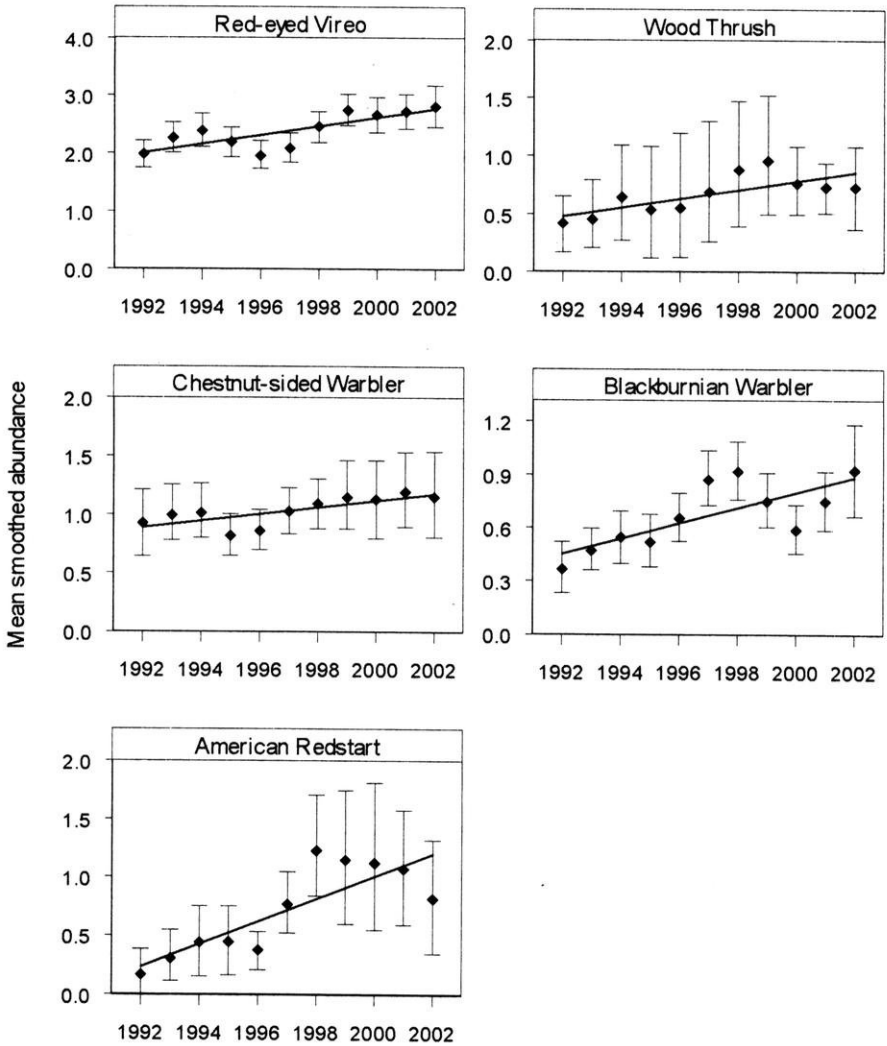 Red-eyed Vireo
4.0
3.0
2.0
1.0
0.0
1992 1994 1996 1998 2000 2002
Wood Thrush
2.0
1.5
1.0
0.5
0.0
1992 1994 1996 1998 2000 2002
Mean smoothed abundance
Chestnut-sided Warbler
2.0
1.5
1.0
0.5
0.0
1992 1994 1996 1998 2000 2002
Blackburnian Warbler
1.2
0.9
0.6
0.3
0.0
1992 1994 1996 1998 2000 2002
American Redstart
2.0
1.5
1.0
0.5
0.0
1992 1994 1996 1998 2000 2002